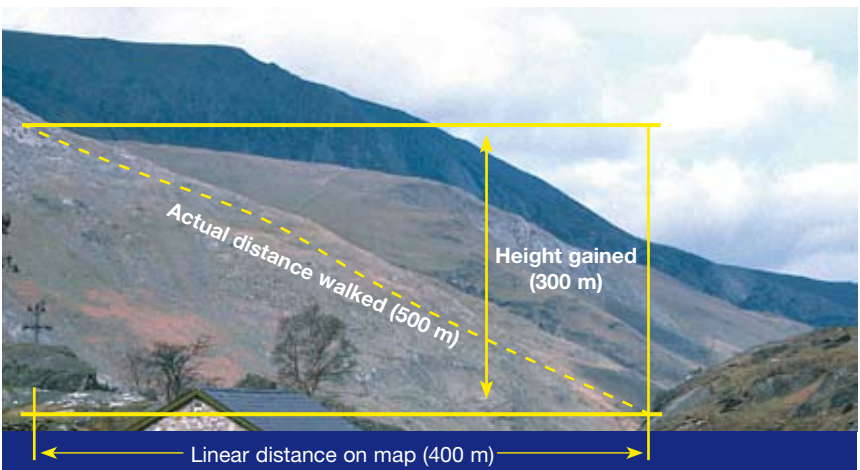 Actual distance walked (500 m)
Height gained
(300 m)
Linear distance on map (400 m)